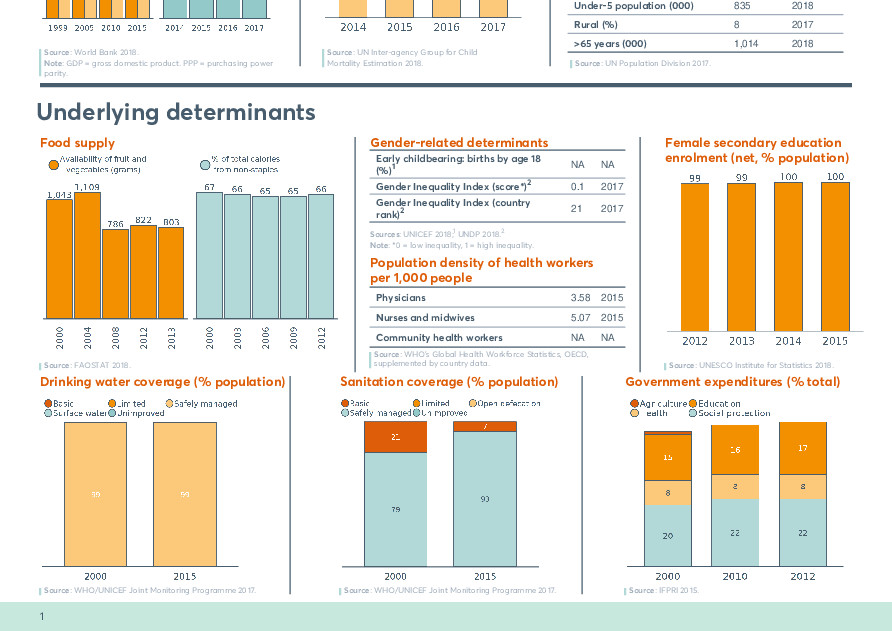 1999 2005 2010 2015
2014 2015 2016 2017
Source: World Bank 2018.
Note: GDP = gross domestic product. PPP = purchasing power
parity.
2014 2015 2016 2017
Source: UN Inter-agency Group for Child
Mortality Estimation 2018.
Under-5 population (000) 835 2018
Rural (%) 8 2017
>65 years (000) 1,014 2018
Source: UN Population Division 2017.
Underlying determinants
Food supply
Availability of fruit and
vegetables (grams)
% of total calories
from non-staples
1,043 1,109 786 822 803
2000 2004 2008 2012 2013
67 66 65 65 66
2000 2003 2006 2009 2012
Source: FAOSTAT 2018.
Gender-related determinants
Early childbearing: births by age 18
(%)1 NA NA
Gender Inequality Index (score*)2 0.1 2017
Gender Inequality Index (country
rank)2 21 2017
Sources: UNICEF 2018,1 UNDP 2018.2
Note: *0 = low inequality, 1 = high inequality.
Population density of health workers
per 1,000 people
Physicians 3.58 2015
Nurses and midwives 5.07 2015
Community health workers NA NA
Source: WHO's Global Health Workforce Statistics, OECD,
supplemented by country data.
Female secondary education
enrolment (net, % population)
99 99 100 100
2012 2013 2014 2015
Source: UNESCO Institute for Statistics 2018.
Drinking water coverage (% population)
Basic Limited Safely managed
Surface water Unimproved
99
2000 2015
Source: WHO/UNICEF Joint Monitoring Programme 2017.
Sanitation coverage (% population)
Basic Limited Open defecation
Safely managed Unimproved
21 7
79
2000 2015
Source: WHO/UNICEF Joint Monitoring Programme 2017.
Government expenditures (% total)
Agriculture Education
Health Social protection
15 16 17
8 8 8
20 22 22
2000 2010 2012
Source: IFPRI 2015.
1